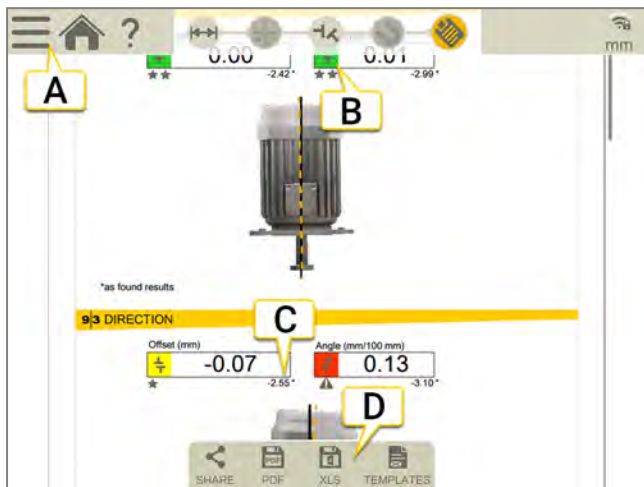 ?
mm
A
B
0.00
0.01
-2.42*
-2.99*
*as found results
9 3 DIRECTION
C
Offset (mm)
Angle (mm/100 mm)
-0.07
0.13
-2.55*
-3.10*
D
PDF
SHARE
PDF
XLS
TEMPLATES